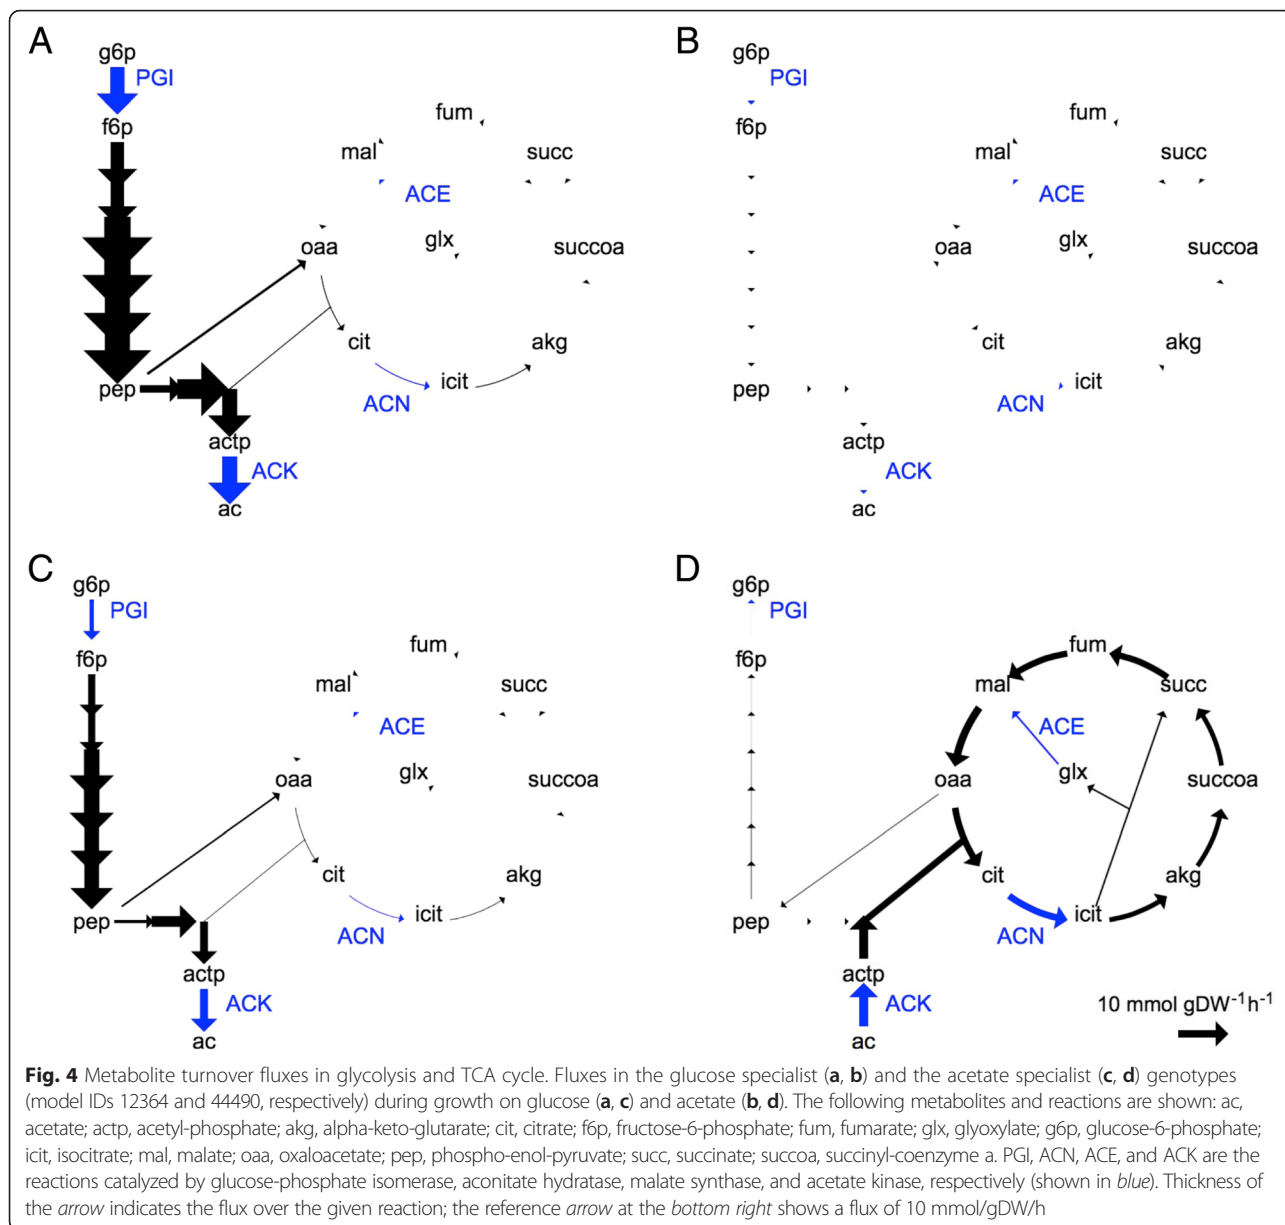 A
g6p
PGI
f6p
fum
mal
succ
ACE
oaa
glx
succoa
cit
akg
pep
icit
ACN
actp
ACK
ac
B
g6p
PGI
f6p
fum
mal
succ
ACE
oaa
glx
succoa
cit
akg
pep
icit
ACN
actp
ACK
ac
C
g6p
PGI
f6p
fum
mal
succ
ACE
oaa
glx
succoa
cit
akg
pep
icit
ACN
actp
ACK
ac
D
g6p
PGI
f6p
fum
mal
succ
ACE
oaa
glx
succoa
cit
akg
pep
icit
ACN
actp
ACK
ac
10 mmol gDW⁻¹h⁻¹
Fig. 4 Metabolite turnover fluxes in glycolysis and TCA cycle. Fluxes in the glucose specialist (a, b) and the acetate specialist (c, d) genotypes
(model IDs 12364 and 44490, respectively) during growth on glucose (a, c) and acetate (b, d). The following metabolites and reactions are shown: ac,
acetate; actp, acetyl-phosphate; akg, alpha-keto-glutarate; cit, citrate; f6p, fructose-6-phosphate; fum, fumarate; glx, glyoxylate; g6p, glucose-6-phosphate;
icit, isocitrate; mal, malate; oaa, oxaloacetate; pep, phospho-enol-pyruvate; succ, succinate; succoa, succinyl-coenzyme a. PGI, ACN, ACE, and ACK are the
reactions catalyzed by glucose-phosphate isomerase, aconitate hydratase, malate synthase, and acetate kinase, respectively (shown in blue). Thickness of
the arrow indicates the flux over the given reaction; the reference arrow at the bottom right shows a flux of 10 mmol/gDW/h